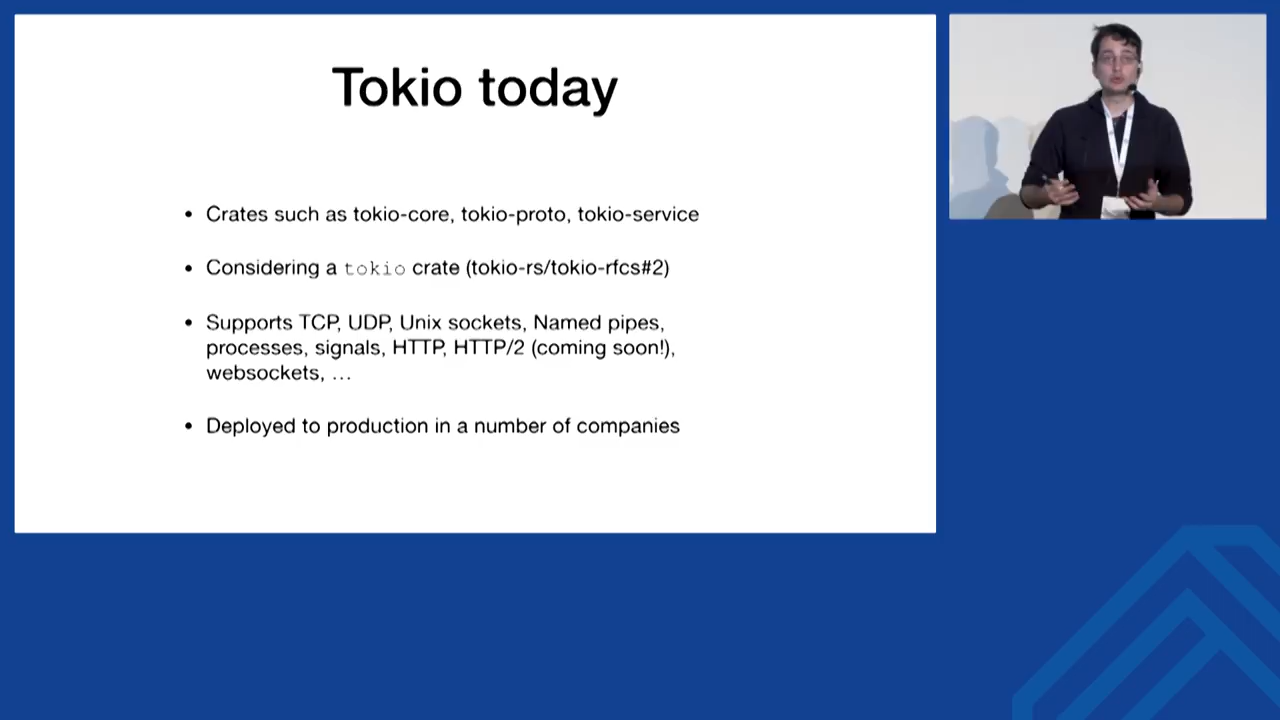 Tokio today
• Crates such as tokio-core, tokio-proto, tokio-service
• Considering a tokio crate (tokio-rs/tokio-rfcs#2)
• Supports TCP, UDP, Unix sockets, Named pipes,
processes, signals, HTTP, HTTP/2 (coming soon!),
websockets, …
• Deployed to production in a number of companies